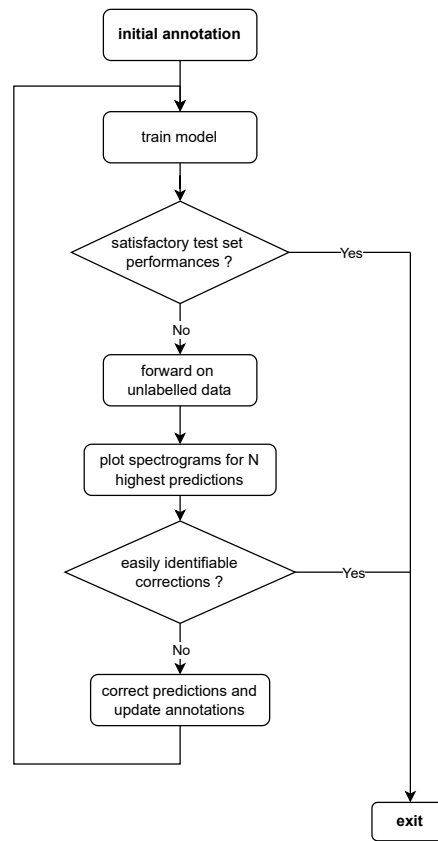 initial annotation
train model
satisfactory test set
performances ?
Yes
No
forward on
unlabelled data
plot spectrograms for N
highest predictions
easily identifiable
corrections ?
Yes
No
correct predictions and
update annotations
exit